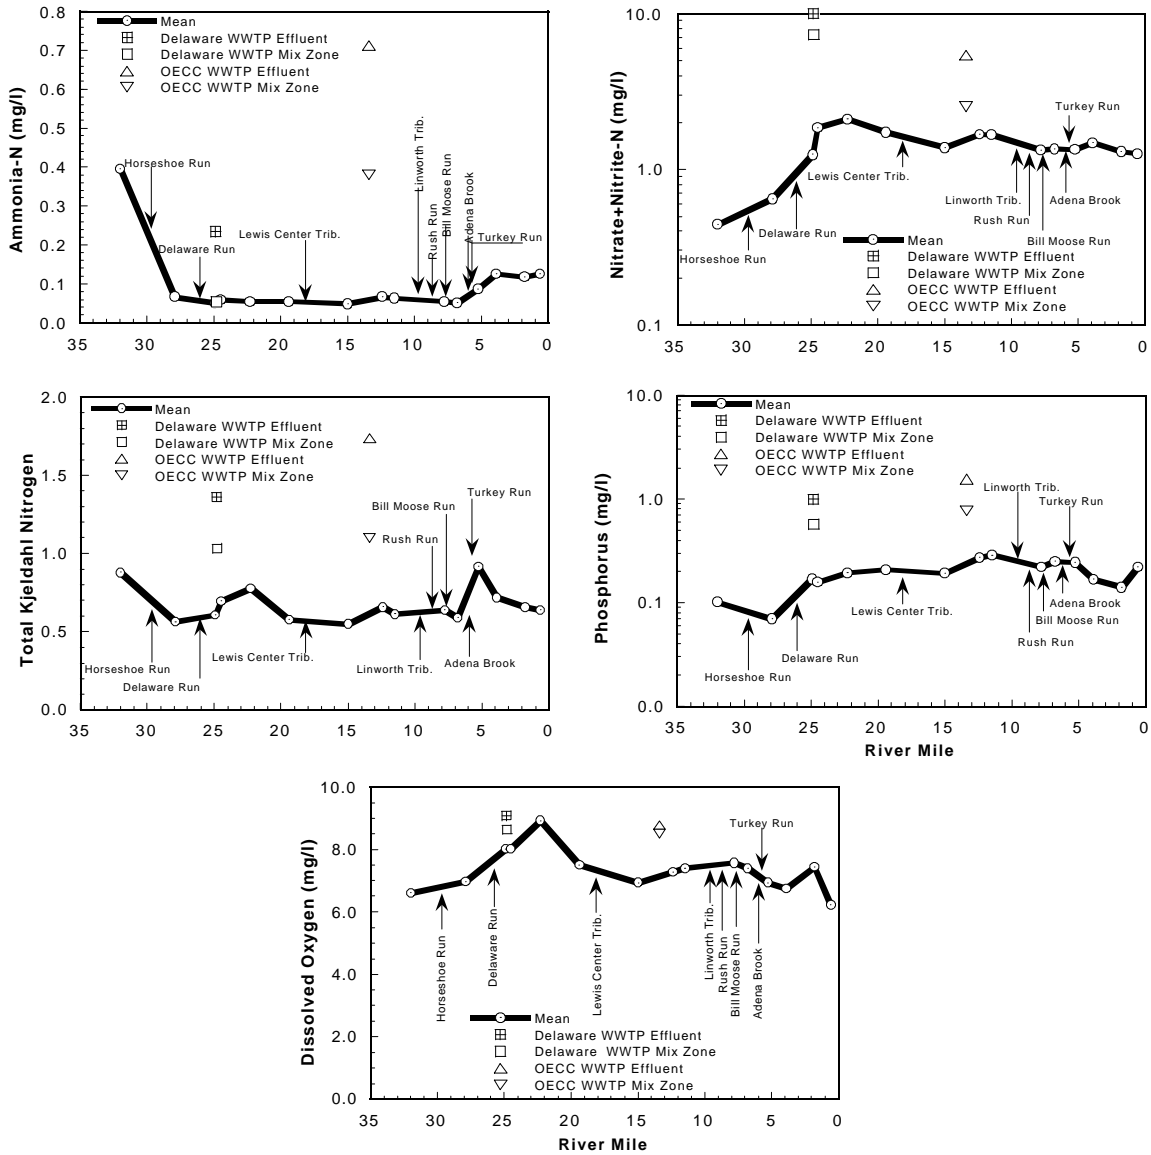 Ammonia-N (mg/l)
0.8
0.7
0.6
0.5
0.4
0.3
0.2
0.1
0.0
Mean
Delaware WWTP Effluent
Delaware WWTP Mix Zone
OECC WWTP Effluent
OECC WWTP Mix Zone
Horseshoe Run
Delaware Run
Lewis Center Trib.
Linworth Trib.
Rush Run
Bill Moose Run
Adena Brook
Turkey Run
35 30 25 20 15 10 5 0
Nitrate+Nitrite-N (mg/l)
10.0
1.0
0.1
Turkey Run
Lewis Center Trib.
Linworth Trib.
Adena Brook
Rush Run
Delaware Run
Bill Moose Run
Horseshoe Run
Mean
Delaware WWTP Effluent
Delaware WWTP Mix Zone
OECC WWTP Effluent
OECC WWTP Mix Zone
35 30 25 20 15 10 5 0
Total Kjeldahl Nitrogen
2.0
1.5
1.0
0.5
0.0
Mean
Delaware WWTP Effluent
Delaware WWTP Mix Zone
OECC WWTP Effluent
OECC WWTP Mix Zone
Turkey Run
Bill Moose Run
Rush Run
Lewis Center Trib.
Horseshoe Run
Linworth Trib.
Adena Brook
Delaware Run
35 30 25 20 15 10 5 0
Phosphorus (mg/l)
10.0
1.0
0.1
0.0
Mean
Delaware WWTP Effluent
Delaware WWTP Mix Zone
OECC WWTP Effluent
OECC WWTP Mix Zone
Linworth Trib.
Turkey Run
Lewis Center Trib.
Adena Brook
Bill Moose Run
Rush Run
Delaware Run
Horseshoe Run
35 30 25 20 15 10 5 0
River Mile
Dissolved Oxygen (mg/l)
10.0
8.0
6.0
4.0
2.0
0.0
Turkey Run
Horseshoe Run
Delaware Run
Lewis Center Trib.
Linworth Trib.
Rush Run
Bill Moose Run
Adena Brook
Mean
Delaware WWTP Effluent
Delaware WWTP Mix Zone
OECC WWTP Effluent
OECC WWTP Mix Zone
35 30 25 20 15 10 5 0
River Mile